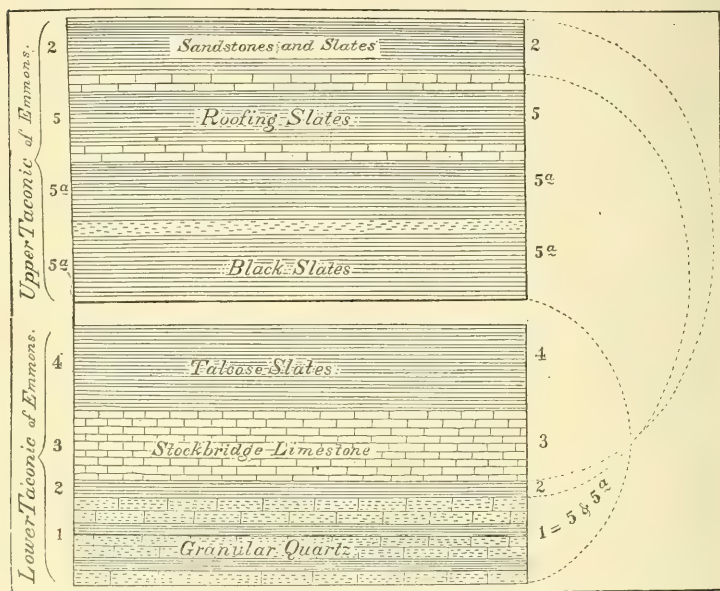 Upper Taconic of Emmons.
2 Sandstones and Slates 2
5 Roofing Slates 5
5a 5a
5a Black Slates 5a
Lower Taconic of Emmons.
4 Talcose Slates 4
3 Stockbridge Limestone 3
2 2
1 Granular Quartz 1 = 5 & 5a